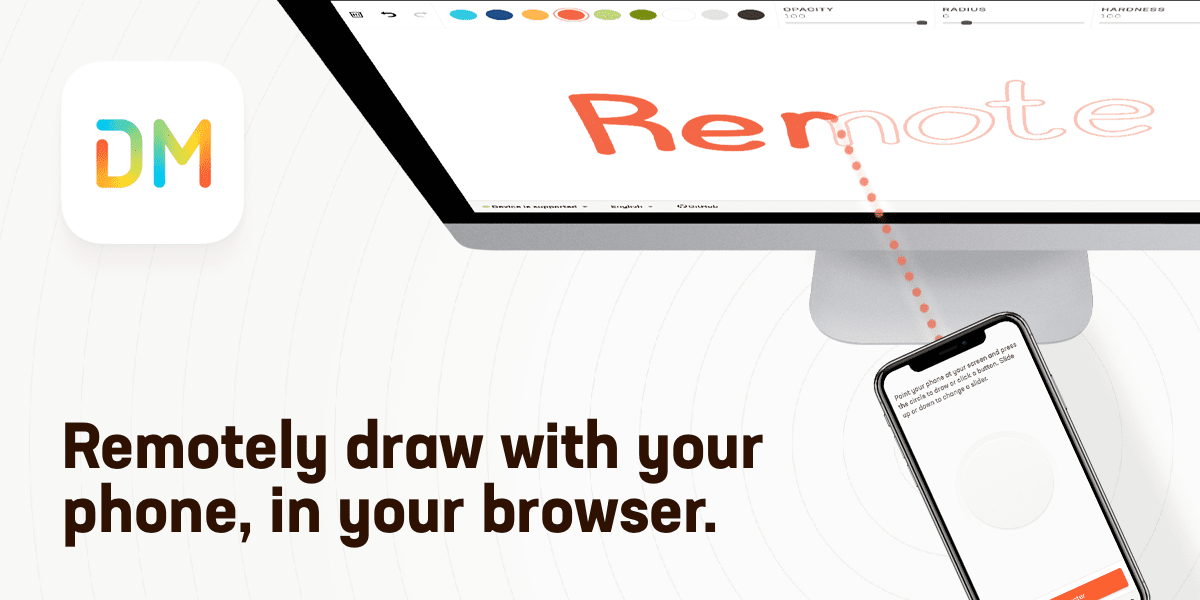 OPACITY
100
RADIUS
6
HARDNESS
100
DM
Remote
Device is supported
English
GitHub
Point your phone at your screen and press
the circle to draw or click a button. Slide
up or down to change a slider.
Remotely draw with your
phone, in your browser.